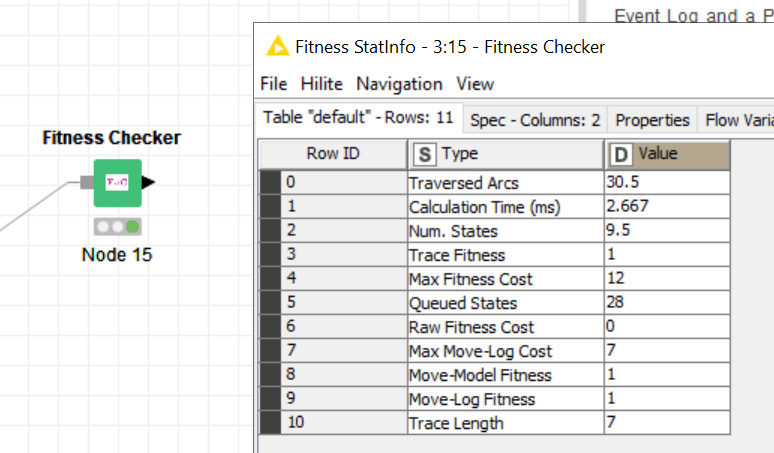 Event Log and a P
Fitness StatInfo - 3:15 - Fitness Checker
File Hilite Navigation View
Table "default" - Rows: 11 Spec - Columns: 2 Properties Flow Varia
Row ID S Type D Value
0 Traversed Arcs 30.5
1 Calculation Time (ms) 2.667
2 Num. States 9.5
3 Trace Fitness 1
4 Max Fitness Cost 12
5 Queued States 28
6 Raw Fitness Cost 0
7 Max Move-Log Cost 7
8 Move-Model Fitness 1
9 Move-Log Fitness 1
10 Trace Length 7
Fitness Checker
Node 15